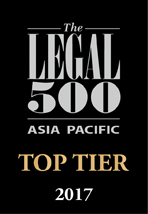 The
LEGAL
500
ASIA PACIFIC
TOP TIER
2017